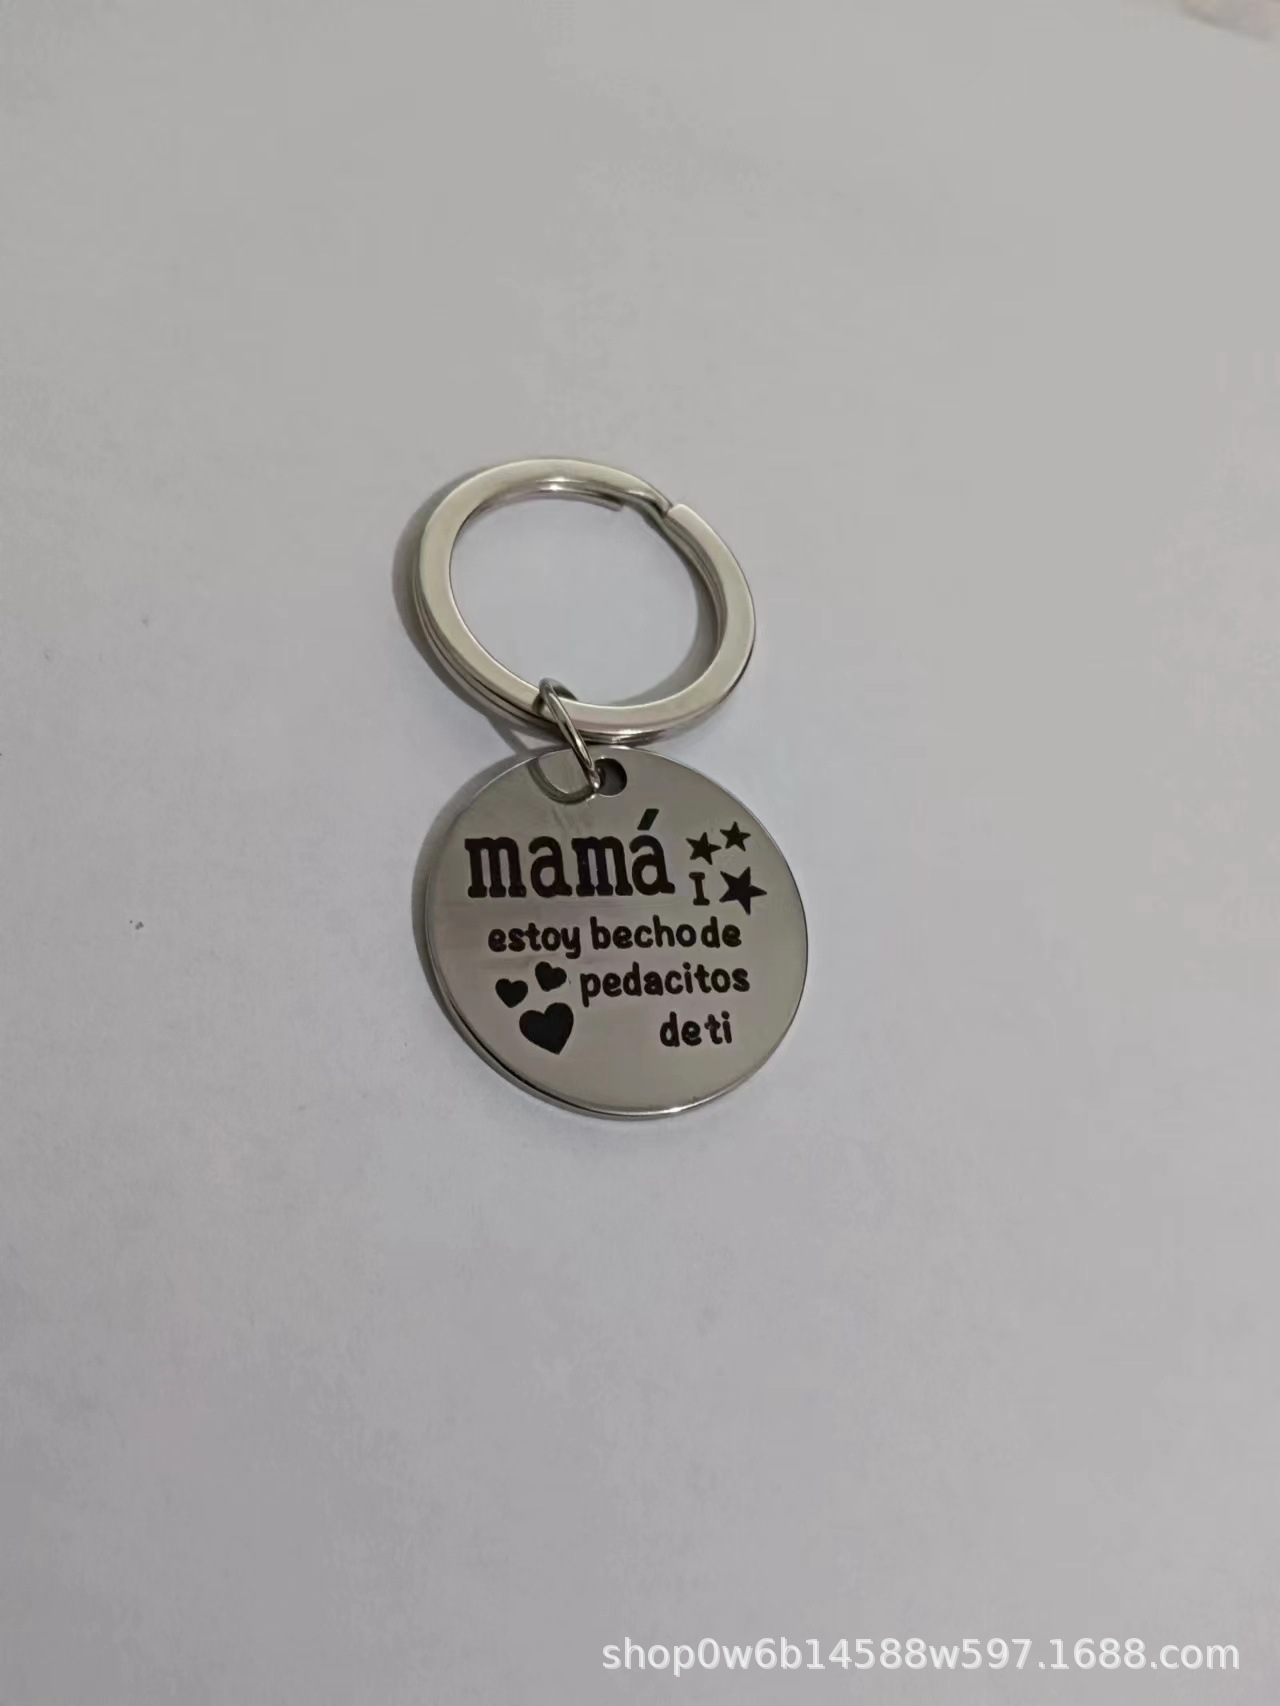 mamá
I
estoy becho de
pedacitos
de ti
shop0w6b14588w597.1688.com